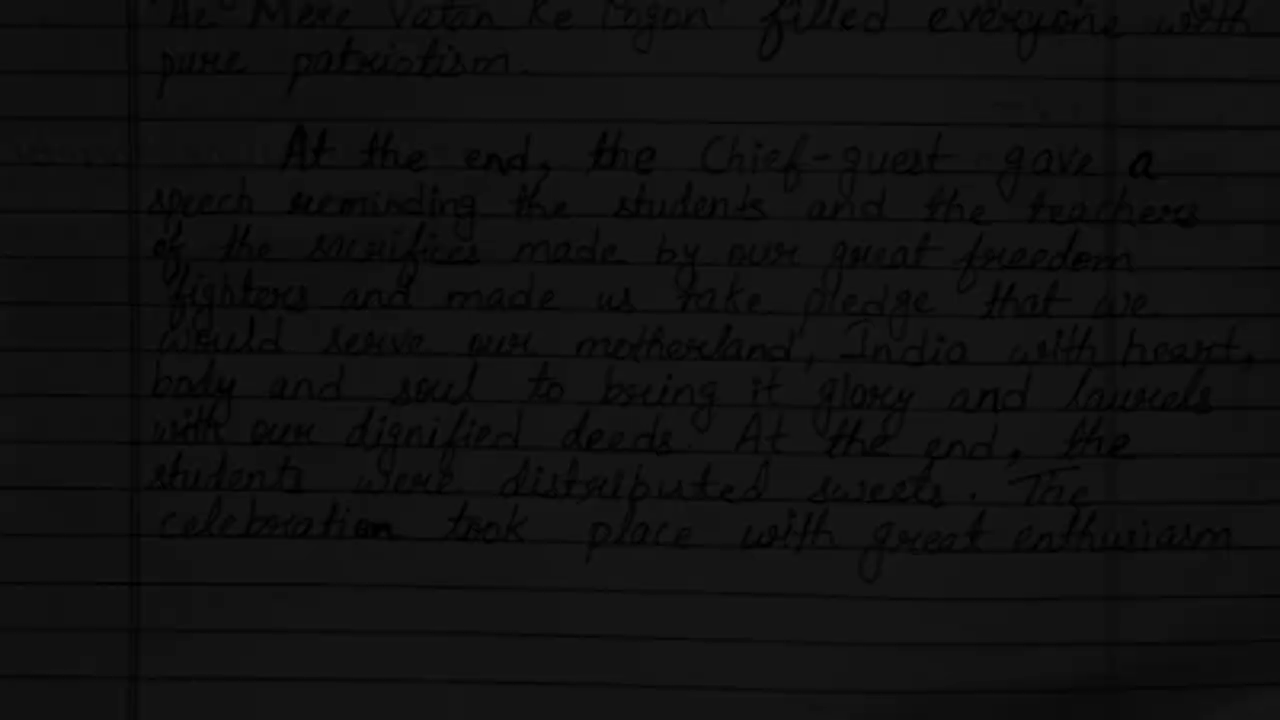 "Ae Mere Vatan Ke logon" filled everyone with
pure patriotism.
At the end, the Chief-guest gave a
speech reminding the students and the teachers
of the sacrifices made by our great freedom
fighters and made us take pledge that we
would serve our motherland, India with heart,
body and soul to bring it glory and laurels
with our dignified deeds. At the end, the
students were distributed sweets. The
celebration took place with great enthusiasm